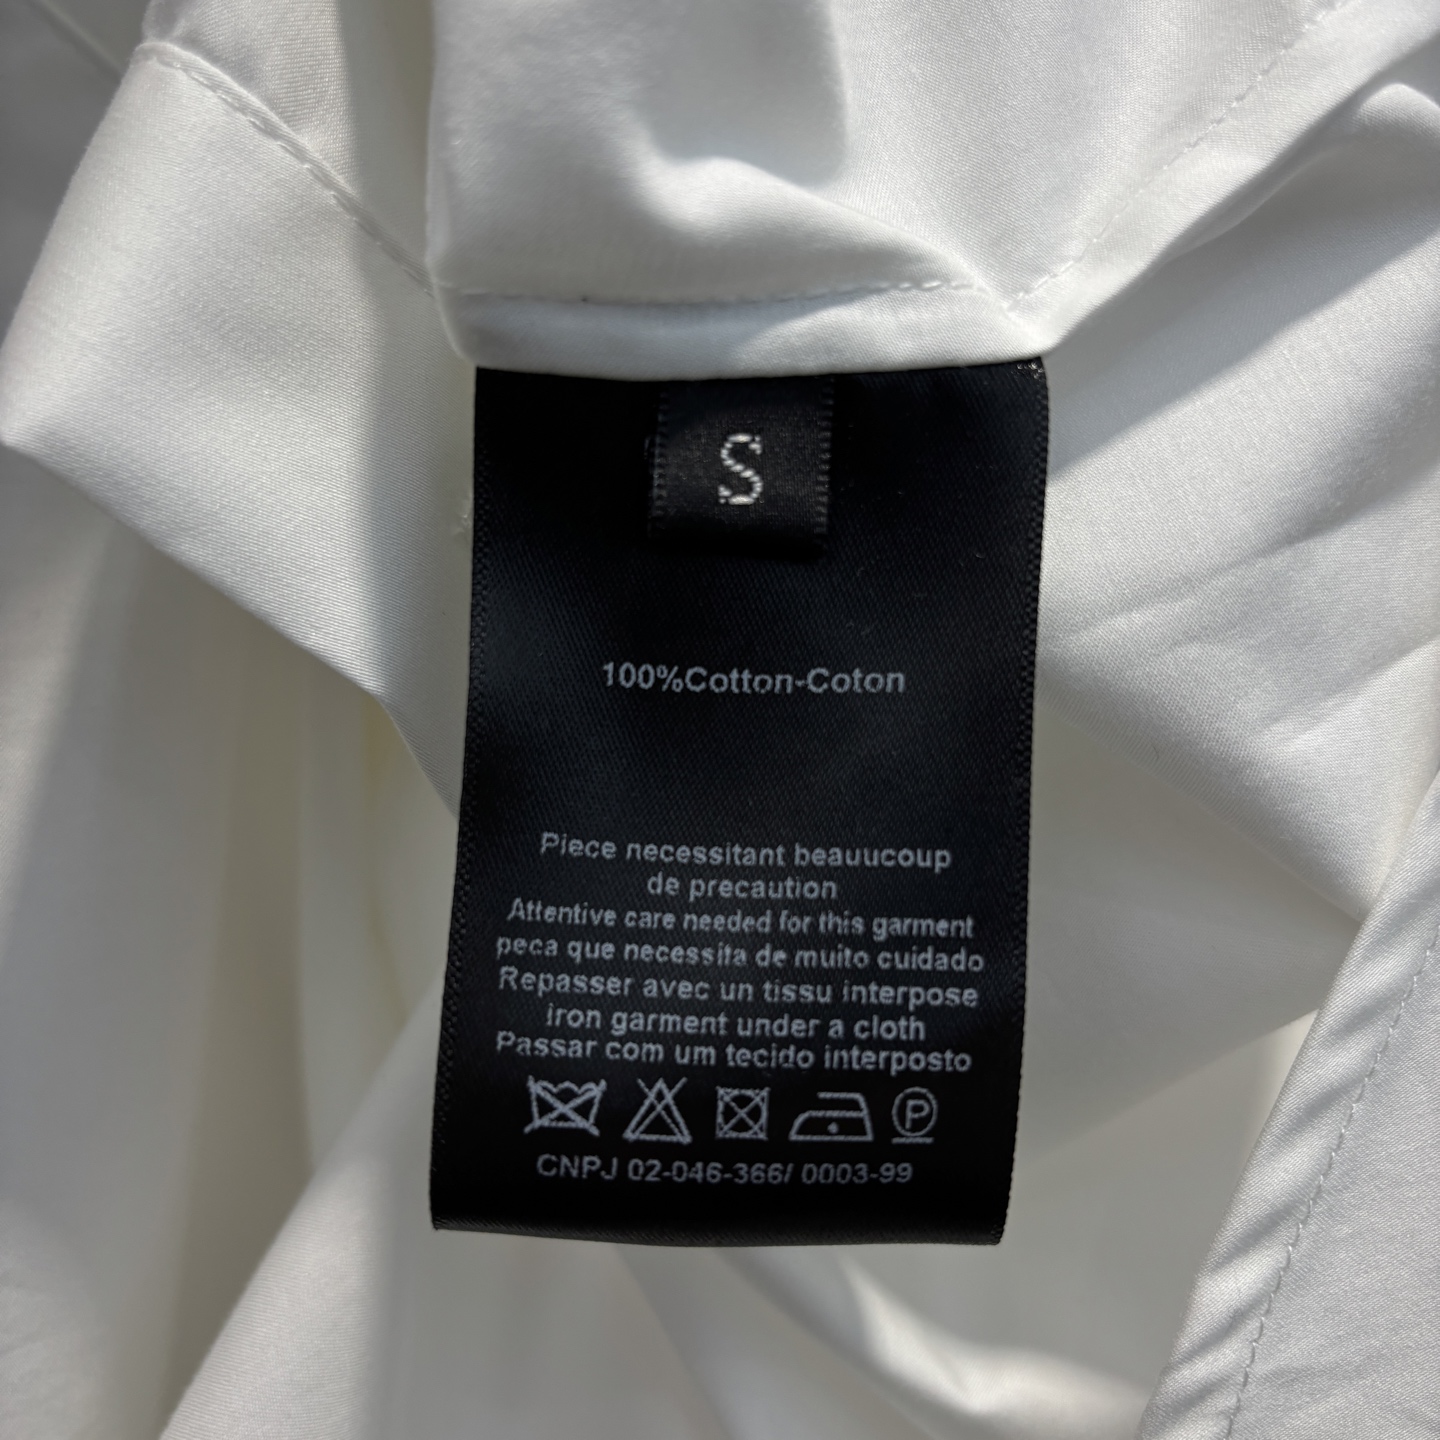 S
100%Cotton-Coton
Piece necessitant beauucoup
de precaution
Attentive care needed for this garment
peca que necessita de muito cuidado
Repasser avec un tissu interpose
iron garment under a cloth
Passar com um tecido interposto
P
CNPJ 02-046-366/ 0003-99